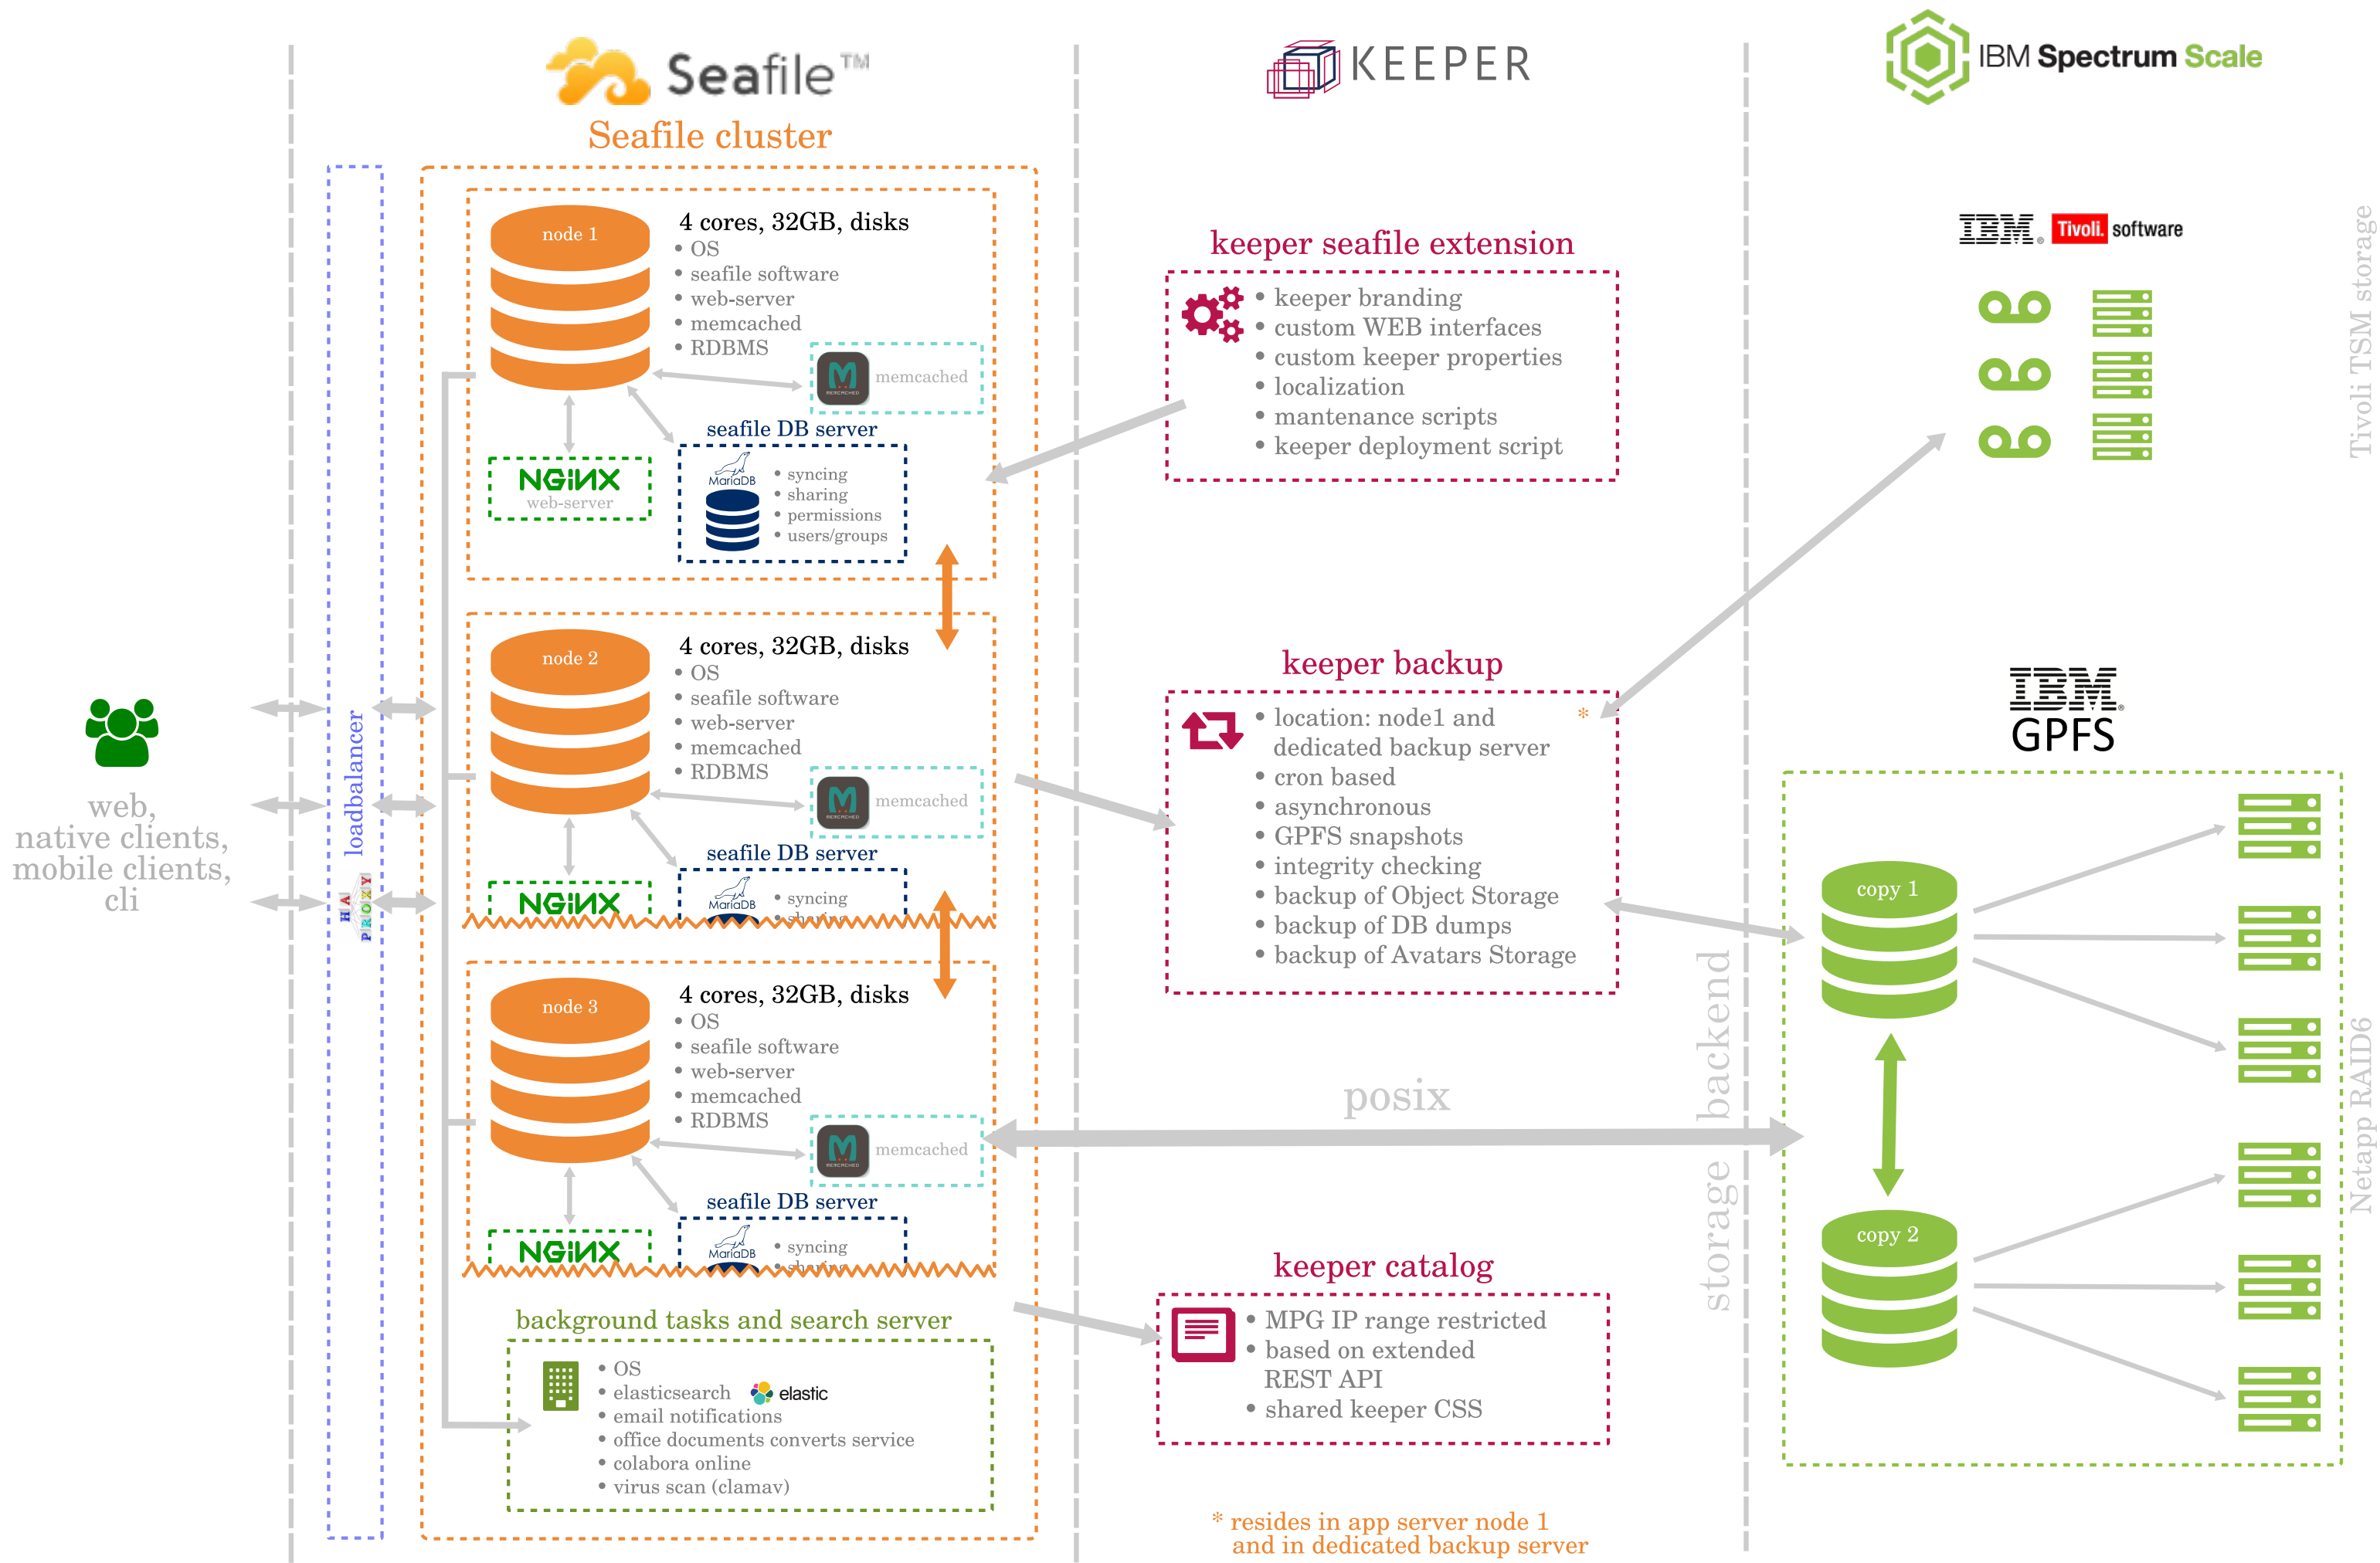 Seafile™
Seafile cluster
KEEPER
IBM Spectrum Scale
web,
native clients,
mobile clients,
cli
loadbalancer
HA
PROXY
node 1
4 cores, 32GB, disks
• OS
• seafile software
• web-server
• memcached
• RDBMS
MEMCACHED
memcached
NGiNX
web-server
seafile DB server
MariaDB
• syncing
• sharing
• permissions
• users/groups
node 2
4 cores, 32GB, disks
• OS
• seafile software
• web-server
• memcached
• RDBMS
MEMCACHED
memcached
NGiNX
seafile DB server
MariaDB
• syncing
• sharing
node 3
4 cores, 32GB, disks
• OS
• seafile software
• web-server
• memcached
• RDBMS
MEMCACHED
memcached
NGiNX
seafile DB server
MariaDB
• syncing
• sharing
background tasks and search server
• OS
• elasticsearch
elastic
• email notifications
• office documents converts service
• colabora online
• virus scan (clamav)
keeper seafile extension
• keeper branding
• custom WEB interfaces
• custom keeper properties
• localization
• mantenance scripts
• keeper deployment script
keeper backup
• location: node1 and *
dedicated backup server
• cron based
• asynchronous
• GPFS snapshots
• integrity checking
• backup of Object Storage
• backup of DB dumps
• backup of Avatars Storage
posix
keeper catalog
• MPG IP range restricted
• based on extended
REST API
• shared keeper CSS
* resides in app server node 1
and in dedicated backup server
storage backend
IBM® Tivoli. software
Tivoli TSM storage
IBM®
GPFS
copy 1
copy 2
Netapp RAID6